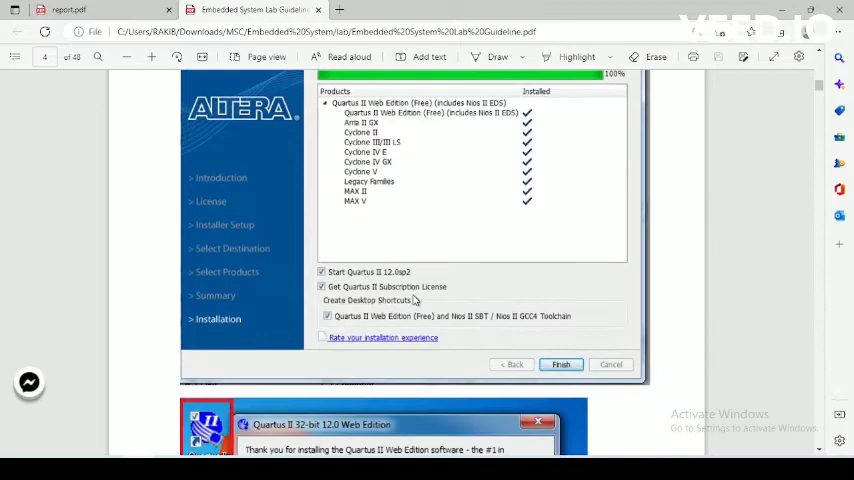 report.pdf
Embedded System Lab Guideline
VEED.IO
File
C:/Users/RAKIB/Downloads/MSC/Embedded%20System/lab/Embedded%20System%20Lab%20Guideline.pdf
4 of 48
Page view
Read aloud
Add text
Draw
Highlight
Erase
100%
Products Installed
Quartus II Web Edition (Free) (includes Nios II EDS)
Quartus II Web Edition (Free) (includes Nios II EDS)
Arria II GX
Cyclone II
Cyclone III/III LS
Cyclone IV E
Cyclone IV GX
Cyclone V
Legacy Families
MAX II
MAX V
ALTERA
> Introduction
> License
> Installer Setup
> Select Destination
> Select Products
> Summary
> Installation
Start Quartus II 12.0sp2
Get Quartus II Subscription License
Create Desktop Shortcuts
Quartus II Web Edition (Free) and Nios II SBT / Nios II GCC4 Toolchain
Rate your installation experience
< Back Finish Cancel
Quartus II 32-bit 12.0 Web Edition
Thank you for installing the Quartus II Web Edition software - the #1 in
Activate Windows
Go to Settings to activate Windows.